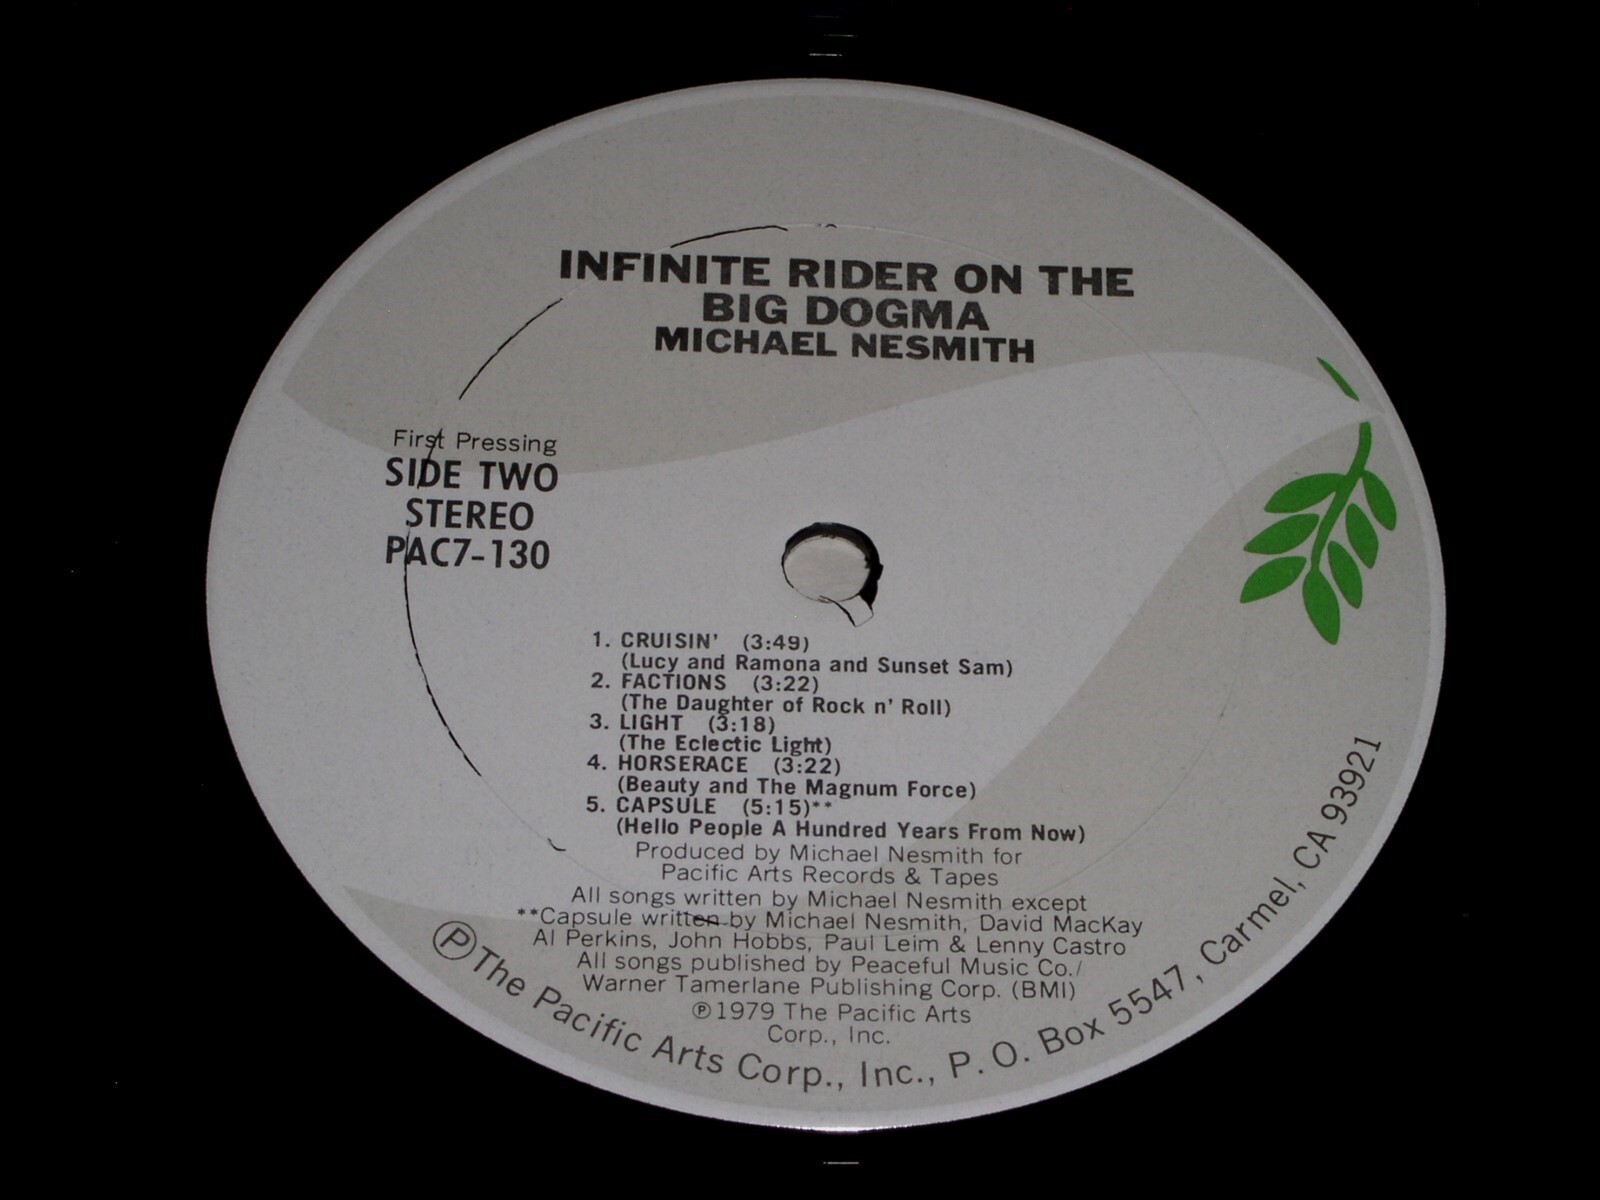 INFINITE RIDER ON THE
BIG DOGMA
MICHAEL NESMITH
First Pressing
SIDE TWO
STEREO
PAC7-130
1. CRUISIN' (3:49)
(Lucy and Ramona and Sunset Sam)
2. FACTIONS (3:22)
(The Daughter of Rock n' Roll)
3. LIGHT (3:18)
(The Eclectic Light)
4. HORSERACE (3:22)
(Beauty and The Magnum Force)
5. CAPSULE (5:15)**
(Hello People A Hundred Years From Now)
Produced by Michael Nesmith for
Pacific Arts Records & Tapes
All songs written by Michael Nesmith except
**Capsule written by Michael Nesmith, David MacKay
Al Perkins, John Hobbs, Paul Leim & Lenny Castro
All songs published by Peaceful Music Co./
Warner Tamerlane Publishing Corp. (BMI)
℗1979 The Pacific Arts
Corp., Inc.
℗ The Pacific Arts Corp., Inc., P. O. Box 5547, Carmel, CA 93921